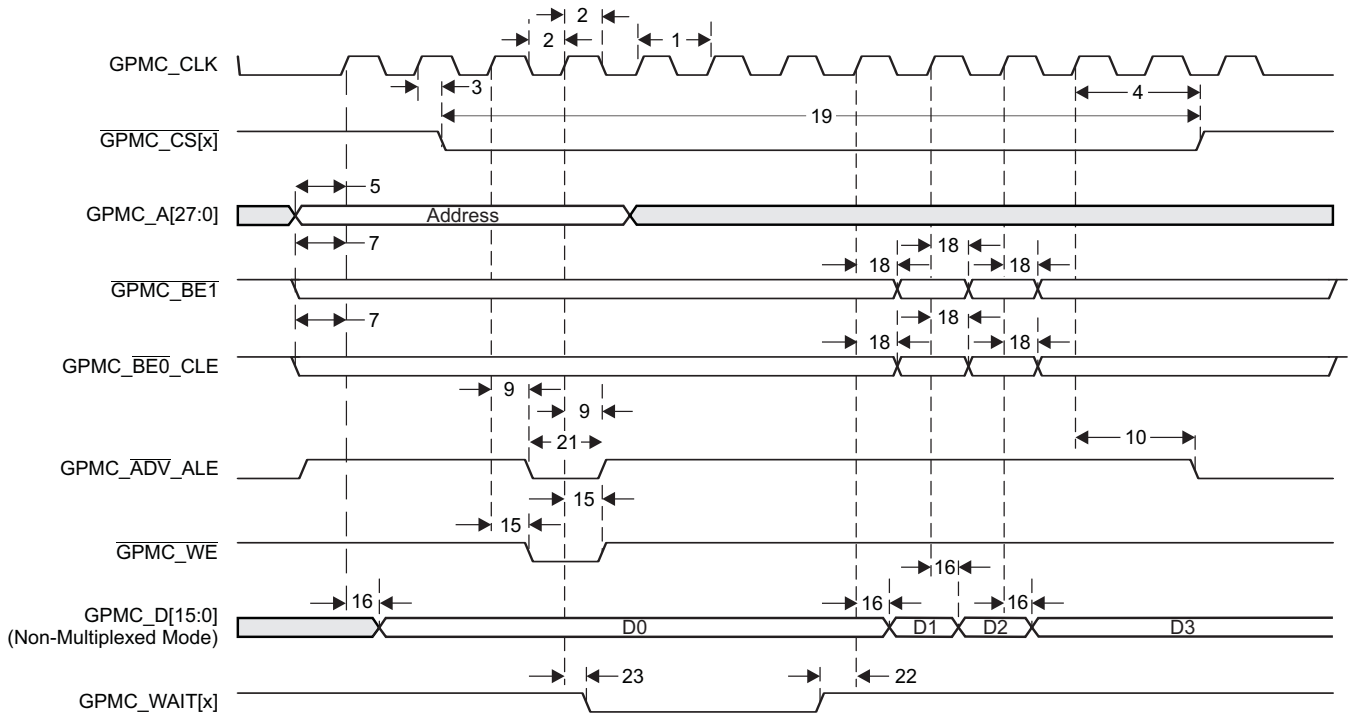 2
2
1
GPMC_CLK
3
4
19
GPMC_CS[x]
5
GPMC_A[27:0]
Address
7
18
18
18
GPMC_BE1
7
18
18
18
GPMC_BE0_CLE
9
9
21
10
GPMC_ADV_ALE
15
15
GPMC_WE
16
16
16
16
GPMC_D[15:0]
(Non-Multiplexed Mode)
D0
D1
D2
D3
23
22
GPMC_WAIT[x]